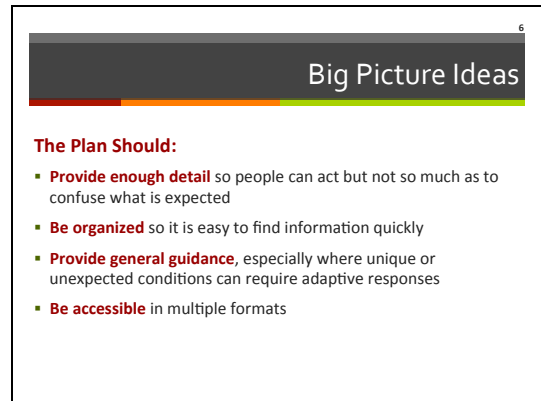 6
Big Picture Ideas
The Plan Should:
▪ Provide enough detail so people can act but not so much as to
confuse what is expected
▪ Be organized so it is easy to find information quickly
▪ Provide general guidance, especially where unique or
unexpected conditions can require adaptive responses
▪ Be accessible in multiple formats